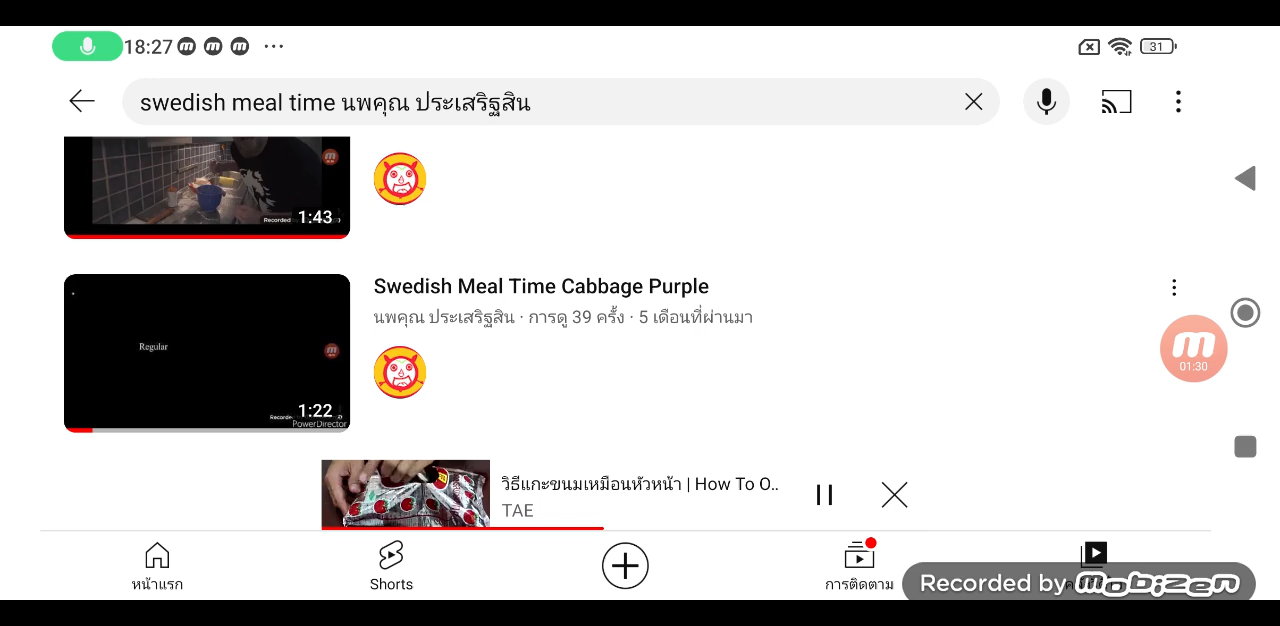 18:27
31
swedish meal time นพคุณ ประเสริฐสิน
Recorded
1:43
Swedish Meal Time Cabbage Purple
นพคุณ ประเสริฐสิน · การดู 39 ครั้ง · 5 เดือนที่ผ่านมา
Regular
1:22
PowerDirector
01:30
วิธีแกะขนมเหมือนหัวหน้า | How To O..
TAE
หน้าแรก
Shorts
การติดตาม
Recorded by mobizen